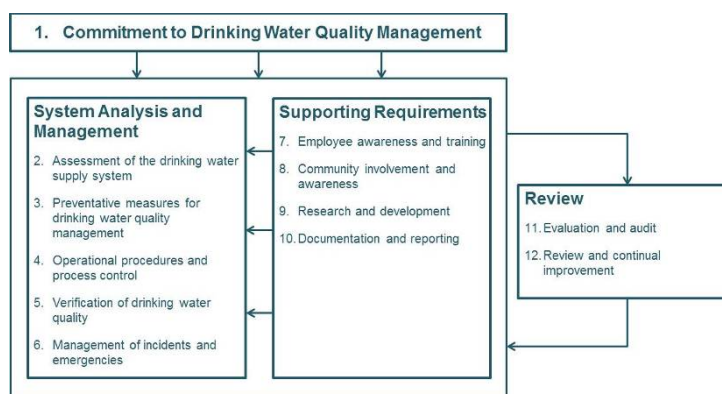 1. Commitment to Drinking Water Quality Management
System Analysis and
Management
2. Assessment of the drinking water
supply system
3. Preventative measures for
drinking water quality
management
4. Operational procedures and
process control
5. Verification of drinking water
quality
6. Management of incidents and
emergencies
Supporting Requirements
7. Employee awareness and training
8. Community involvement and
awareness
9. Research and development
10. Documentation and reporting
Review
11. Evaluation and audit
12. Review and continual
improvement